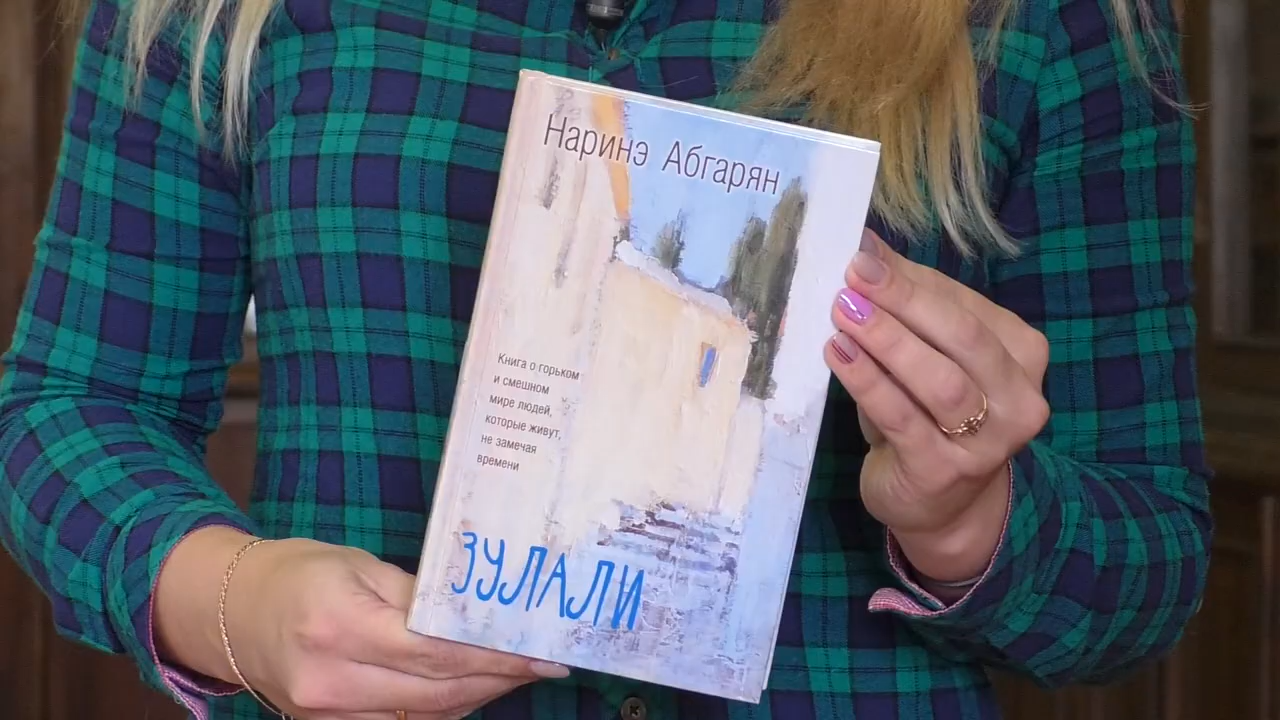 Наринэ Абгарян
Книга о горьком
и смешном
мире людей,
которые живут,
не замечая
времени
ЗУЛАЛИ